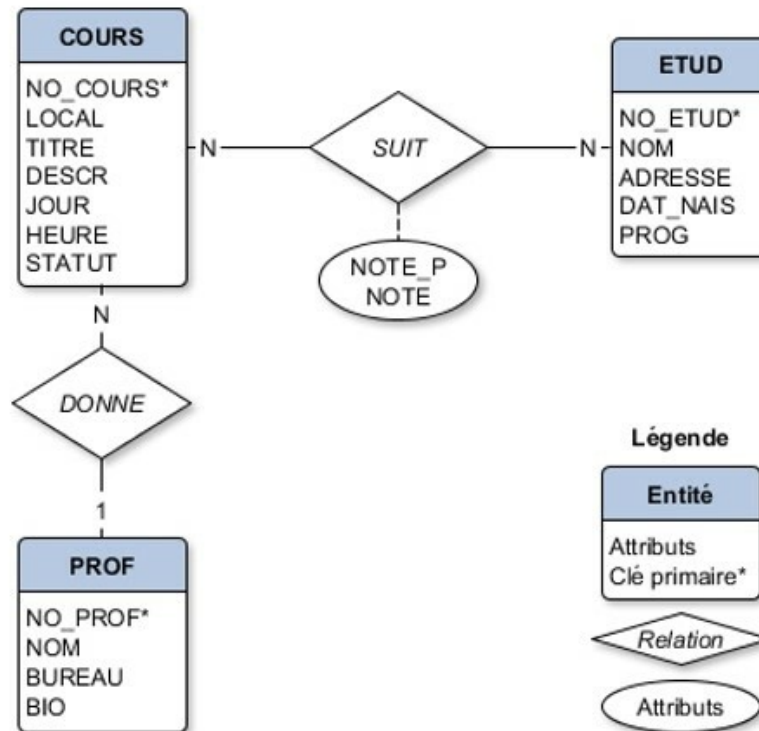 COURS
NO_COURS*
LOCAL
TITRE
DESCR
JOUR
HEURE
STATUT
N
SUIT
N
NOTE_P
NOTE
ETUD
NO_ETUD*
NOM
ADRESSE
DAT_NAIS
PROG
N
DONNE
1
PROF
NO_PROF*
NOM
BUREAU
BIO
Légende
Entité
Attributs
Clé primaire*
Relation
Attributs